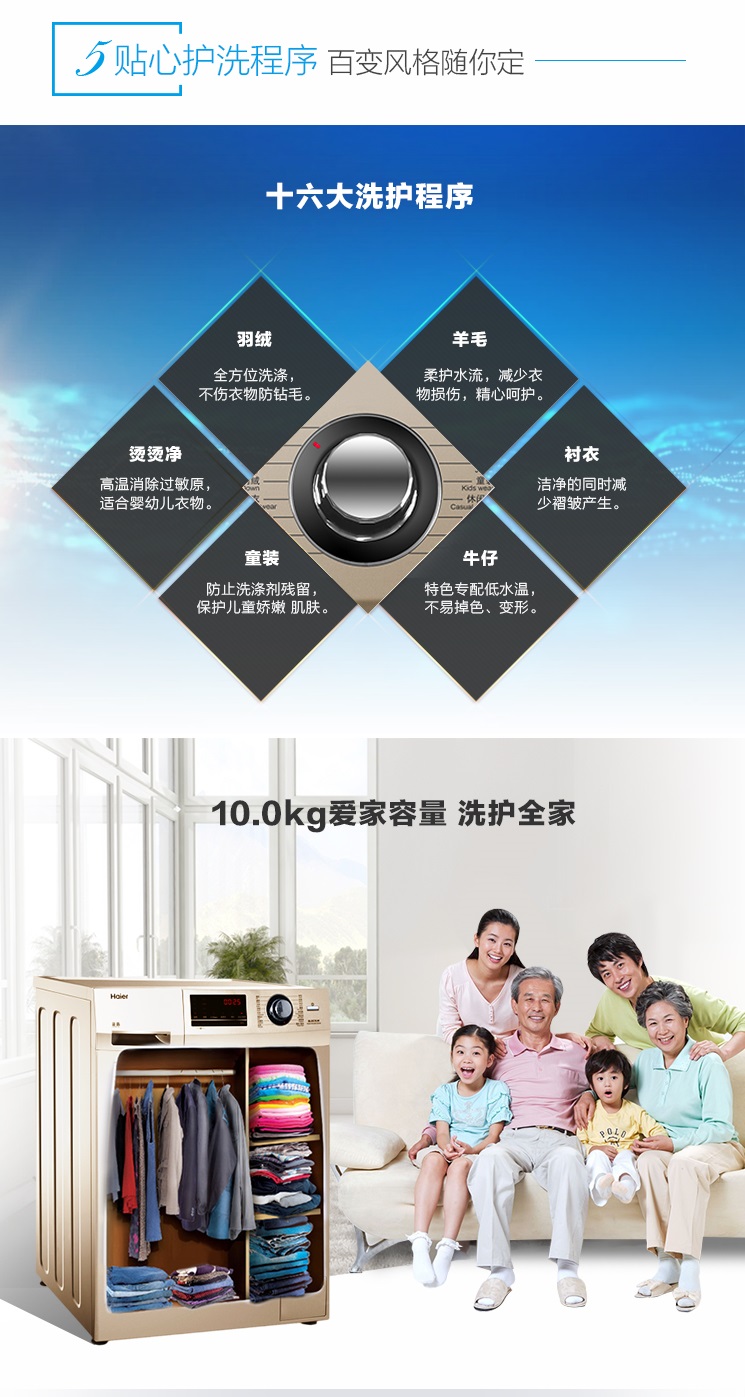 5 贴心护洗程序 百变风格随你定
十六大洗护程序
羽绒
全方位洗涤，
不伤衣物防钻毛。
羊毛
柔护水流，减少衣
物损伤，精心呵护。
烫烫净
高温消除过敏原，
适合婴幼儿衣物。
衬衣
洁净的同时减
少褶皱产生。
绒
own
童
Kids wea
休闲
Casual
wear
童装
防止洗涤剂残留，
保护儿童娇嫩 肌肤。
牛仔
特色专配低水温，
不易掉色、变形。
10.0kg爱家容量 洗护全家
Haier
POLO